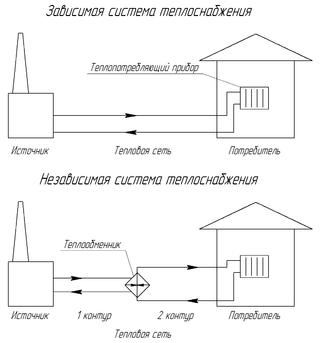 Зависимая система теплоснабжения
Теплопотребляющий прибор
Источник Тепловая сеть Потребитель
Независимая система теплоснабжения
Теплообменник
Источник 1 контур 2 контур Потребитель
Тепловая сеть